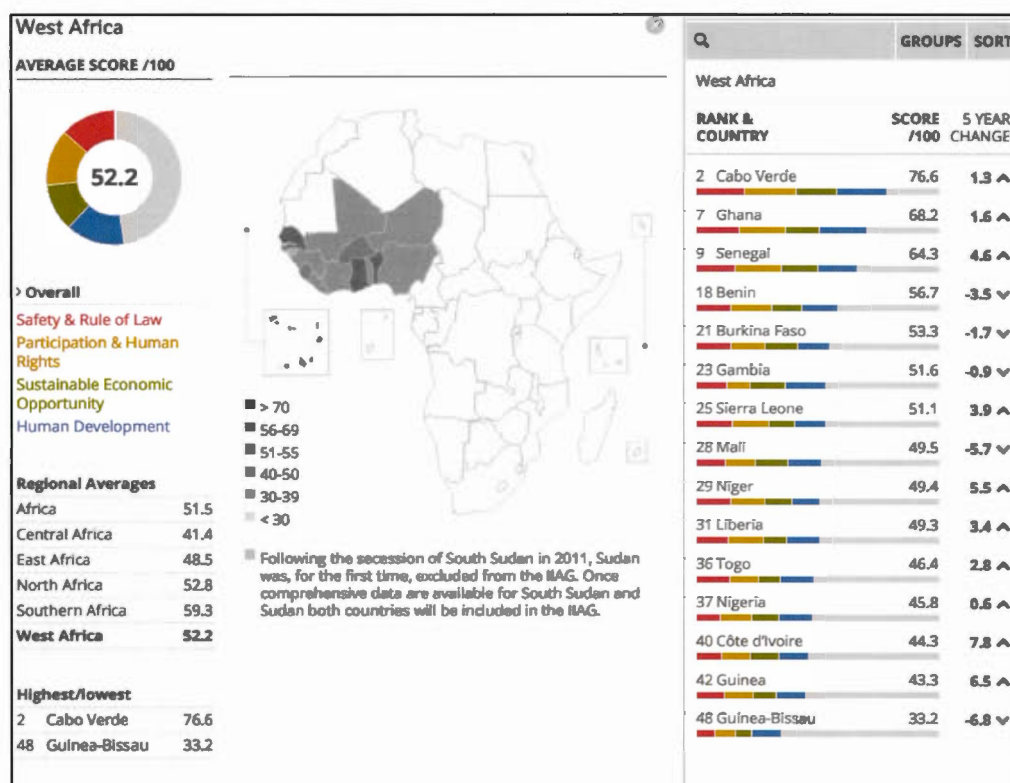 West Africa
AVERAGE SCORE /100
52.2
› Overall
Safety & Rule of Law
Participation & Human
Rights
Sustainable Economic
Opportunity
Human Development
Regional Averages
Africa 51.5
Central Africa 41.4
East Africa 48.5
North Africa 52.8
Southern Africa 59.3
West Africa 52.2
Highest/lowest
2 Cabo Verde 76.6
48 Guinea-Bissau 33.2
> 70
56-69
51-55
40-50
30-39
< 30
Following the secession of South Sudan in 2011, Sudan
was, for the first time, excluded from the IIAG. Once
comprehensive data are available for South Sudan and
Sudan both countries will be included in the IIAG.
GROUPS SORT
West Africa
RANK & COUNTRY SCORE /100 5 YEAR CHANGE
2 Cabo Verde 76.6 1.3
7 Ghana 68.2 1.6
9 Senegal 64.3 4.6
18 Benin 56.7 -3.5
21 Burkina Faso 53.3 -1.7
23 Gambia 51.6 -0.9
25 Sierra Leone 51.1 3.9
28 Mali 49.5 -5.7
29 Niger 49.4 5.5
31 Liberia 49.3 3.4
36 Togo 46.4 2.8
37 Nigeria 45.8 0.6
40 Côte d'Ivoire 44.3 7.8
42 Guinea 43.3 6.5
48 Guinea-Bissau 33.2 -6.8